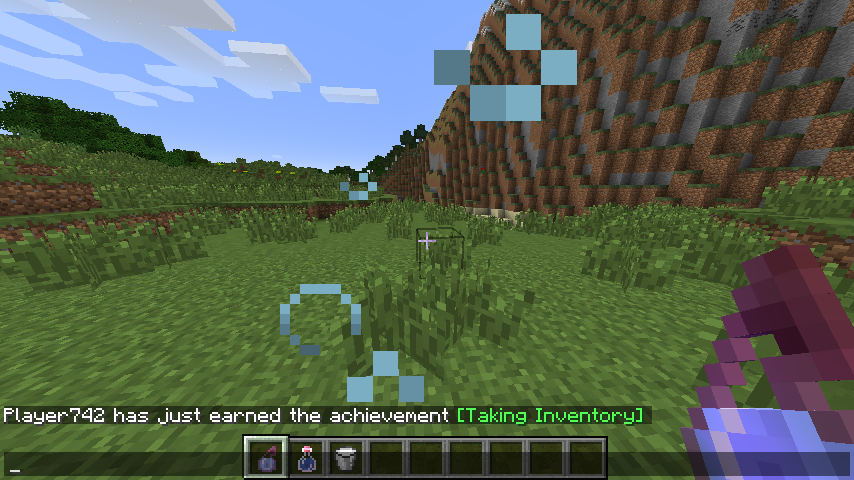 Player742 has just earned the achievement [Taking Inventory]
_